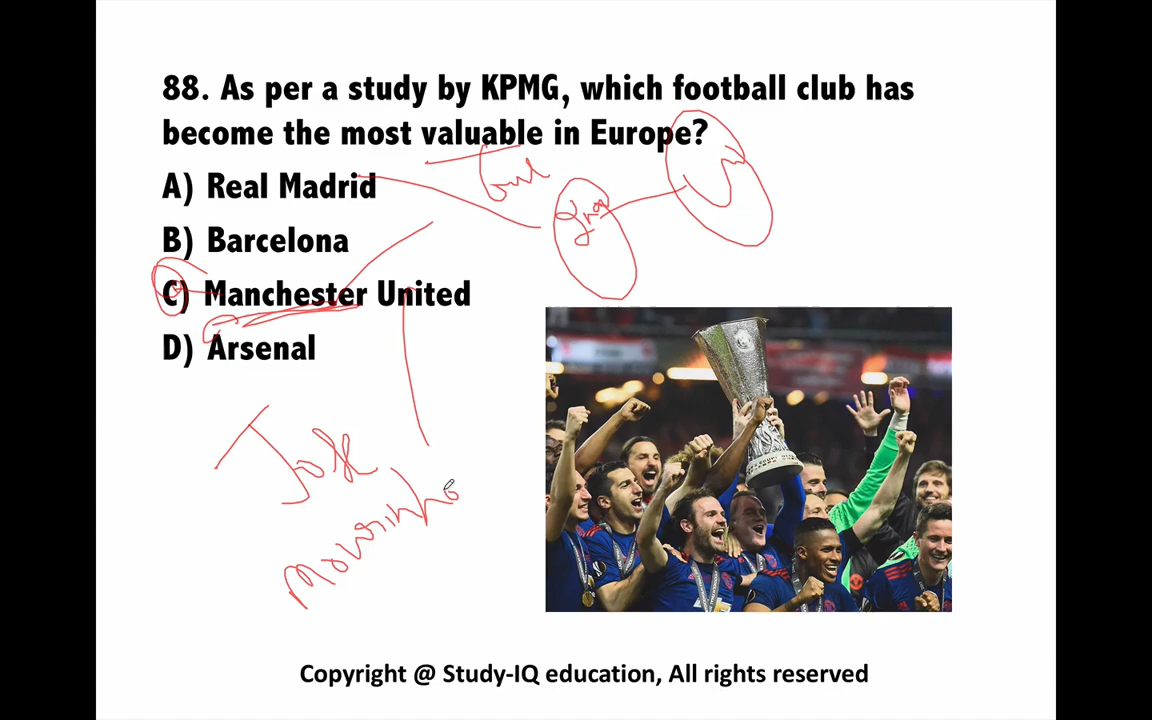 88. As per a study by KPMG, which football club has
become the most valuable in Europe?
A) Real Madrid
B) Barcelona
C) Manchester United
D) Arsenal
Jose
Mourinho
Copyright @ Study-IQ education, All rights reserved